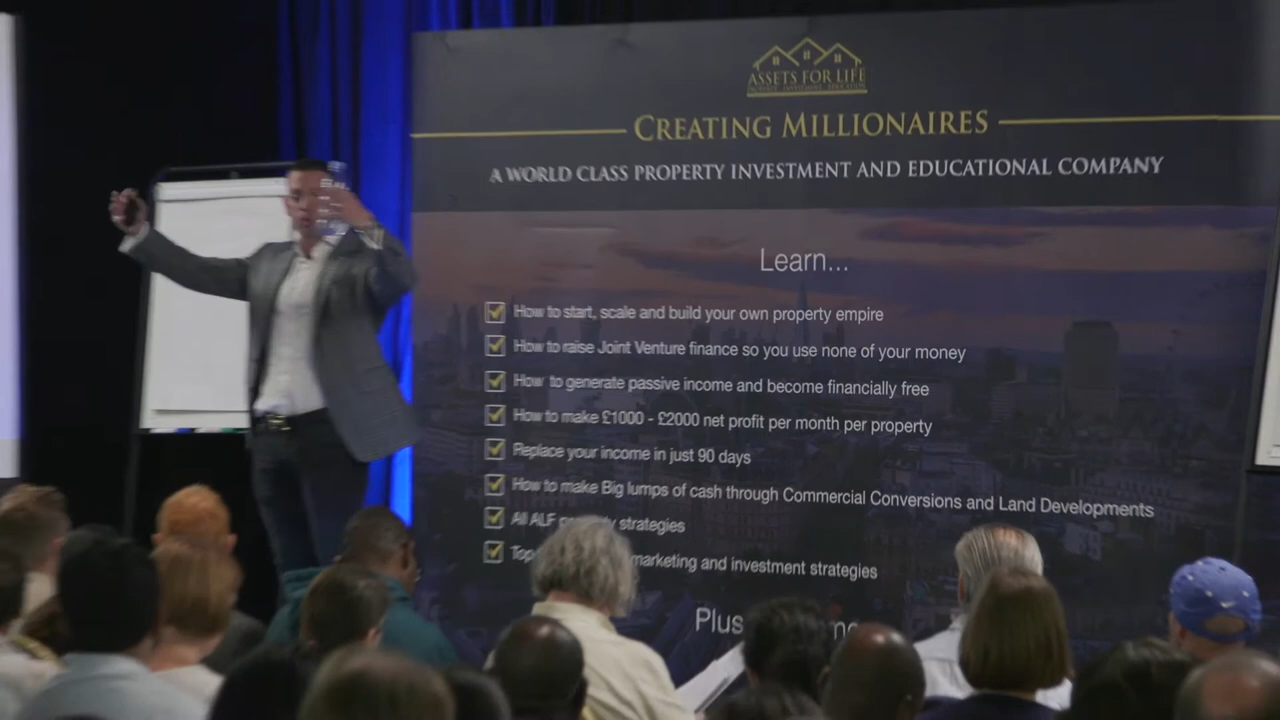 ASSETS FOR LIFE
PROPERTY INVESTMENT EDUCATION
CREATING MILLIONAIRES
A WORLD CLASS PROPERTY INVESTMENT AND EDUCATIONAL COMPANY
Learn...
How to start, scale and build your own property empire
How to raise Joint Venture finance so you use none of your money
How to generate passive income and become financially free
How to make £1000 - £2000 net profit per month per property
Replace your income in just 90 days
How to make Big lumps of cash through Commercial Conversions and Land Developments
All ALF strategies
Top marketing and investment strategies
Plus